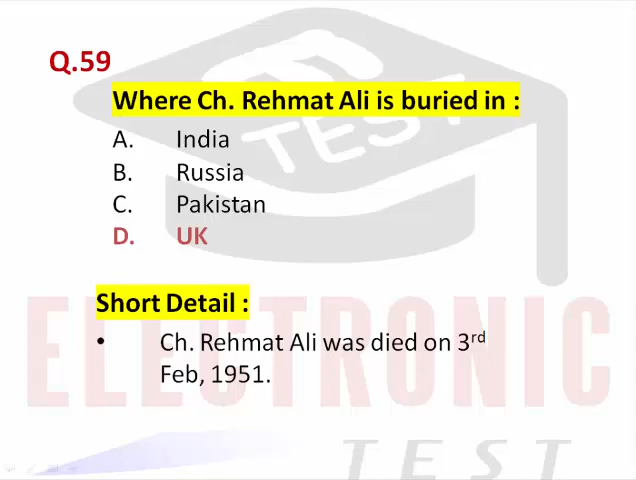 Q.59
Where Ch. Rehmat Ali is buried in :
A. India
B. Russia
C. Pakistan
D. UK
Short Detail :
• Ch. Rehmat Ali was died on 3rd
Feb, 1951.
TEST
ELECTRONIC
TEST